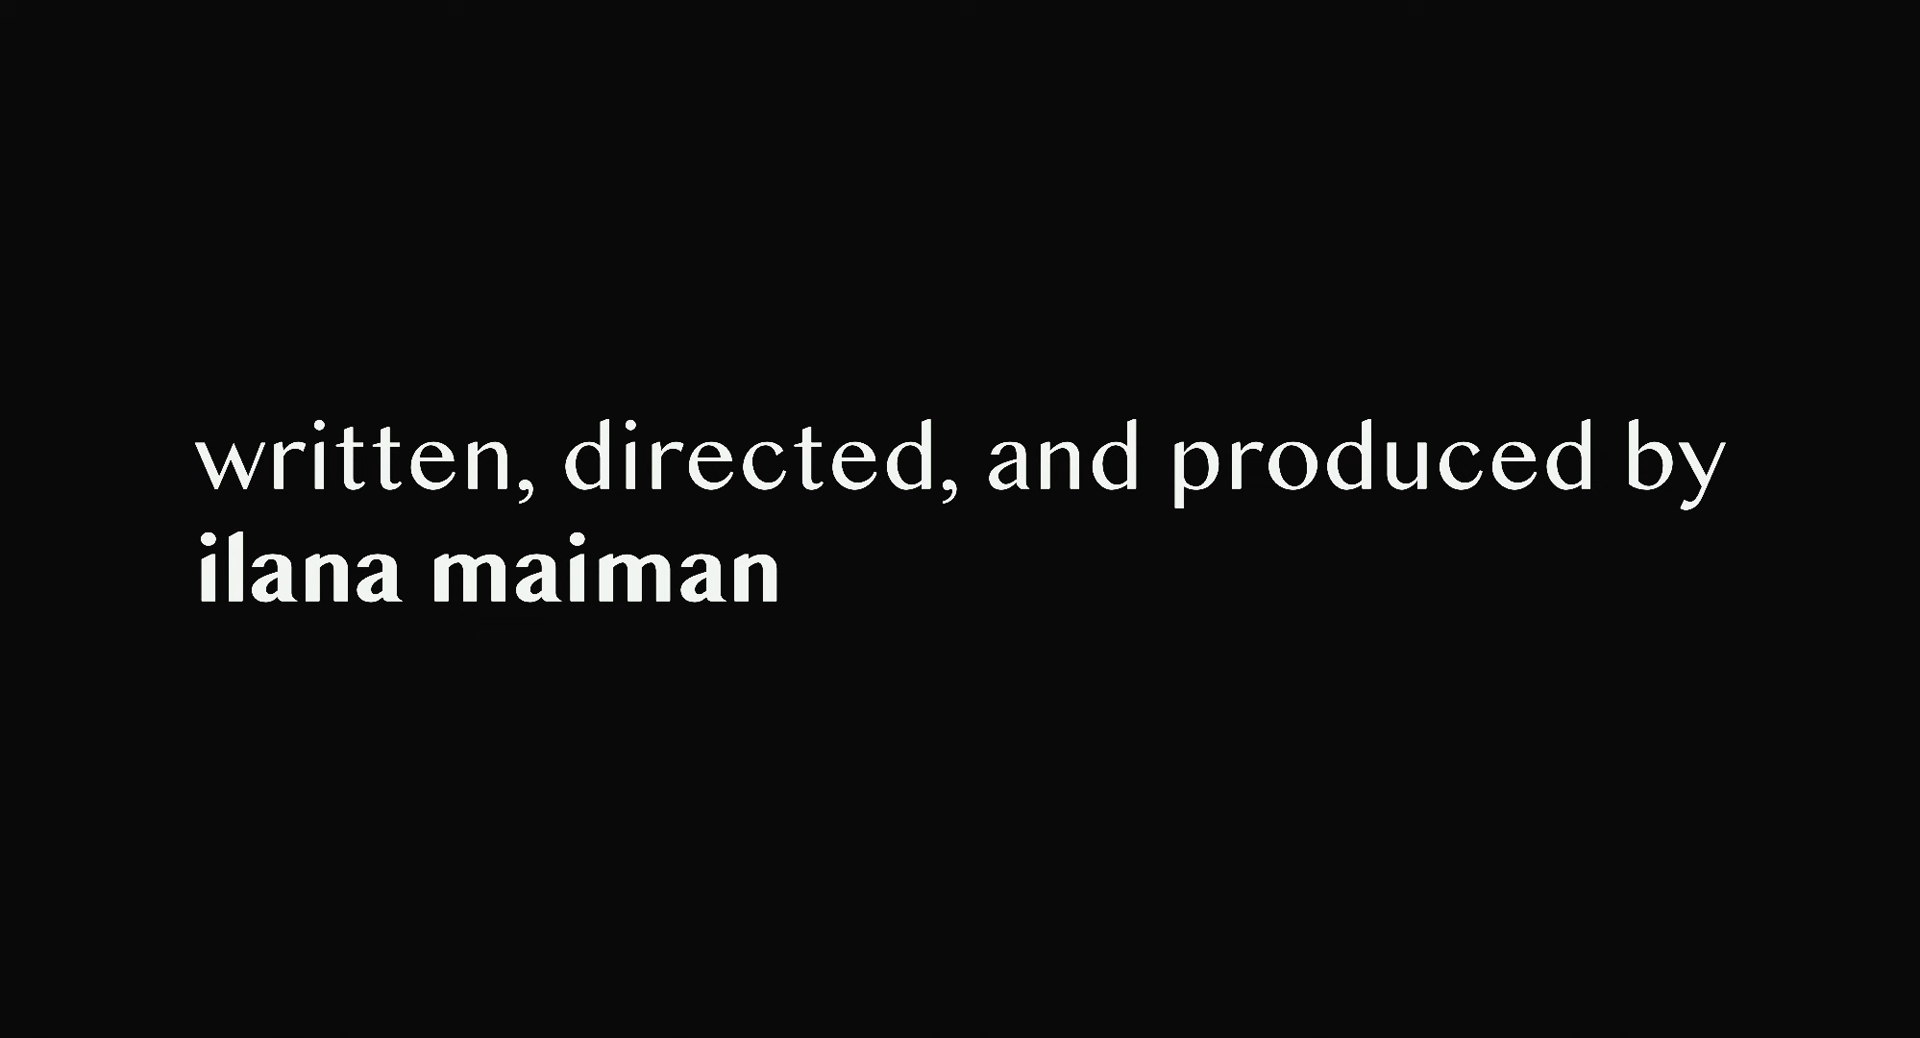 written, directed, and produced by
ilana maiman